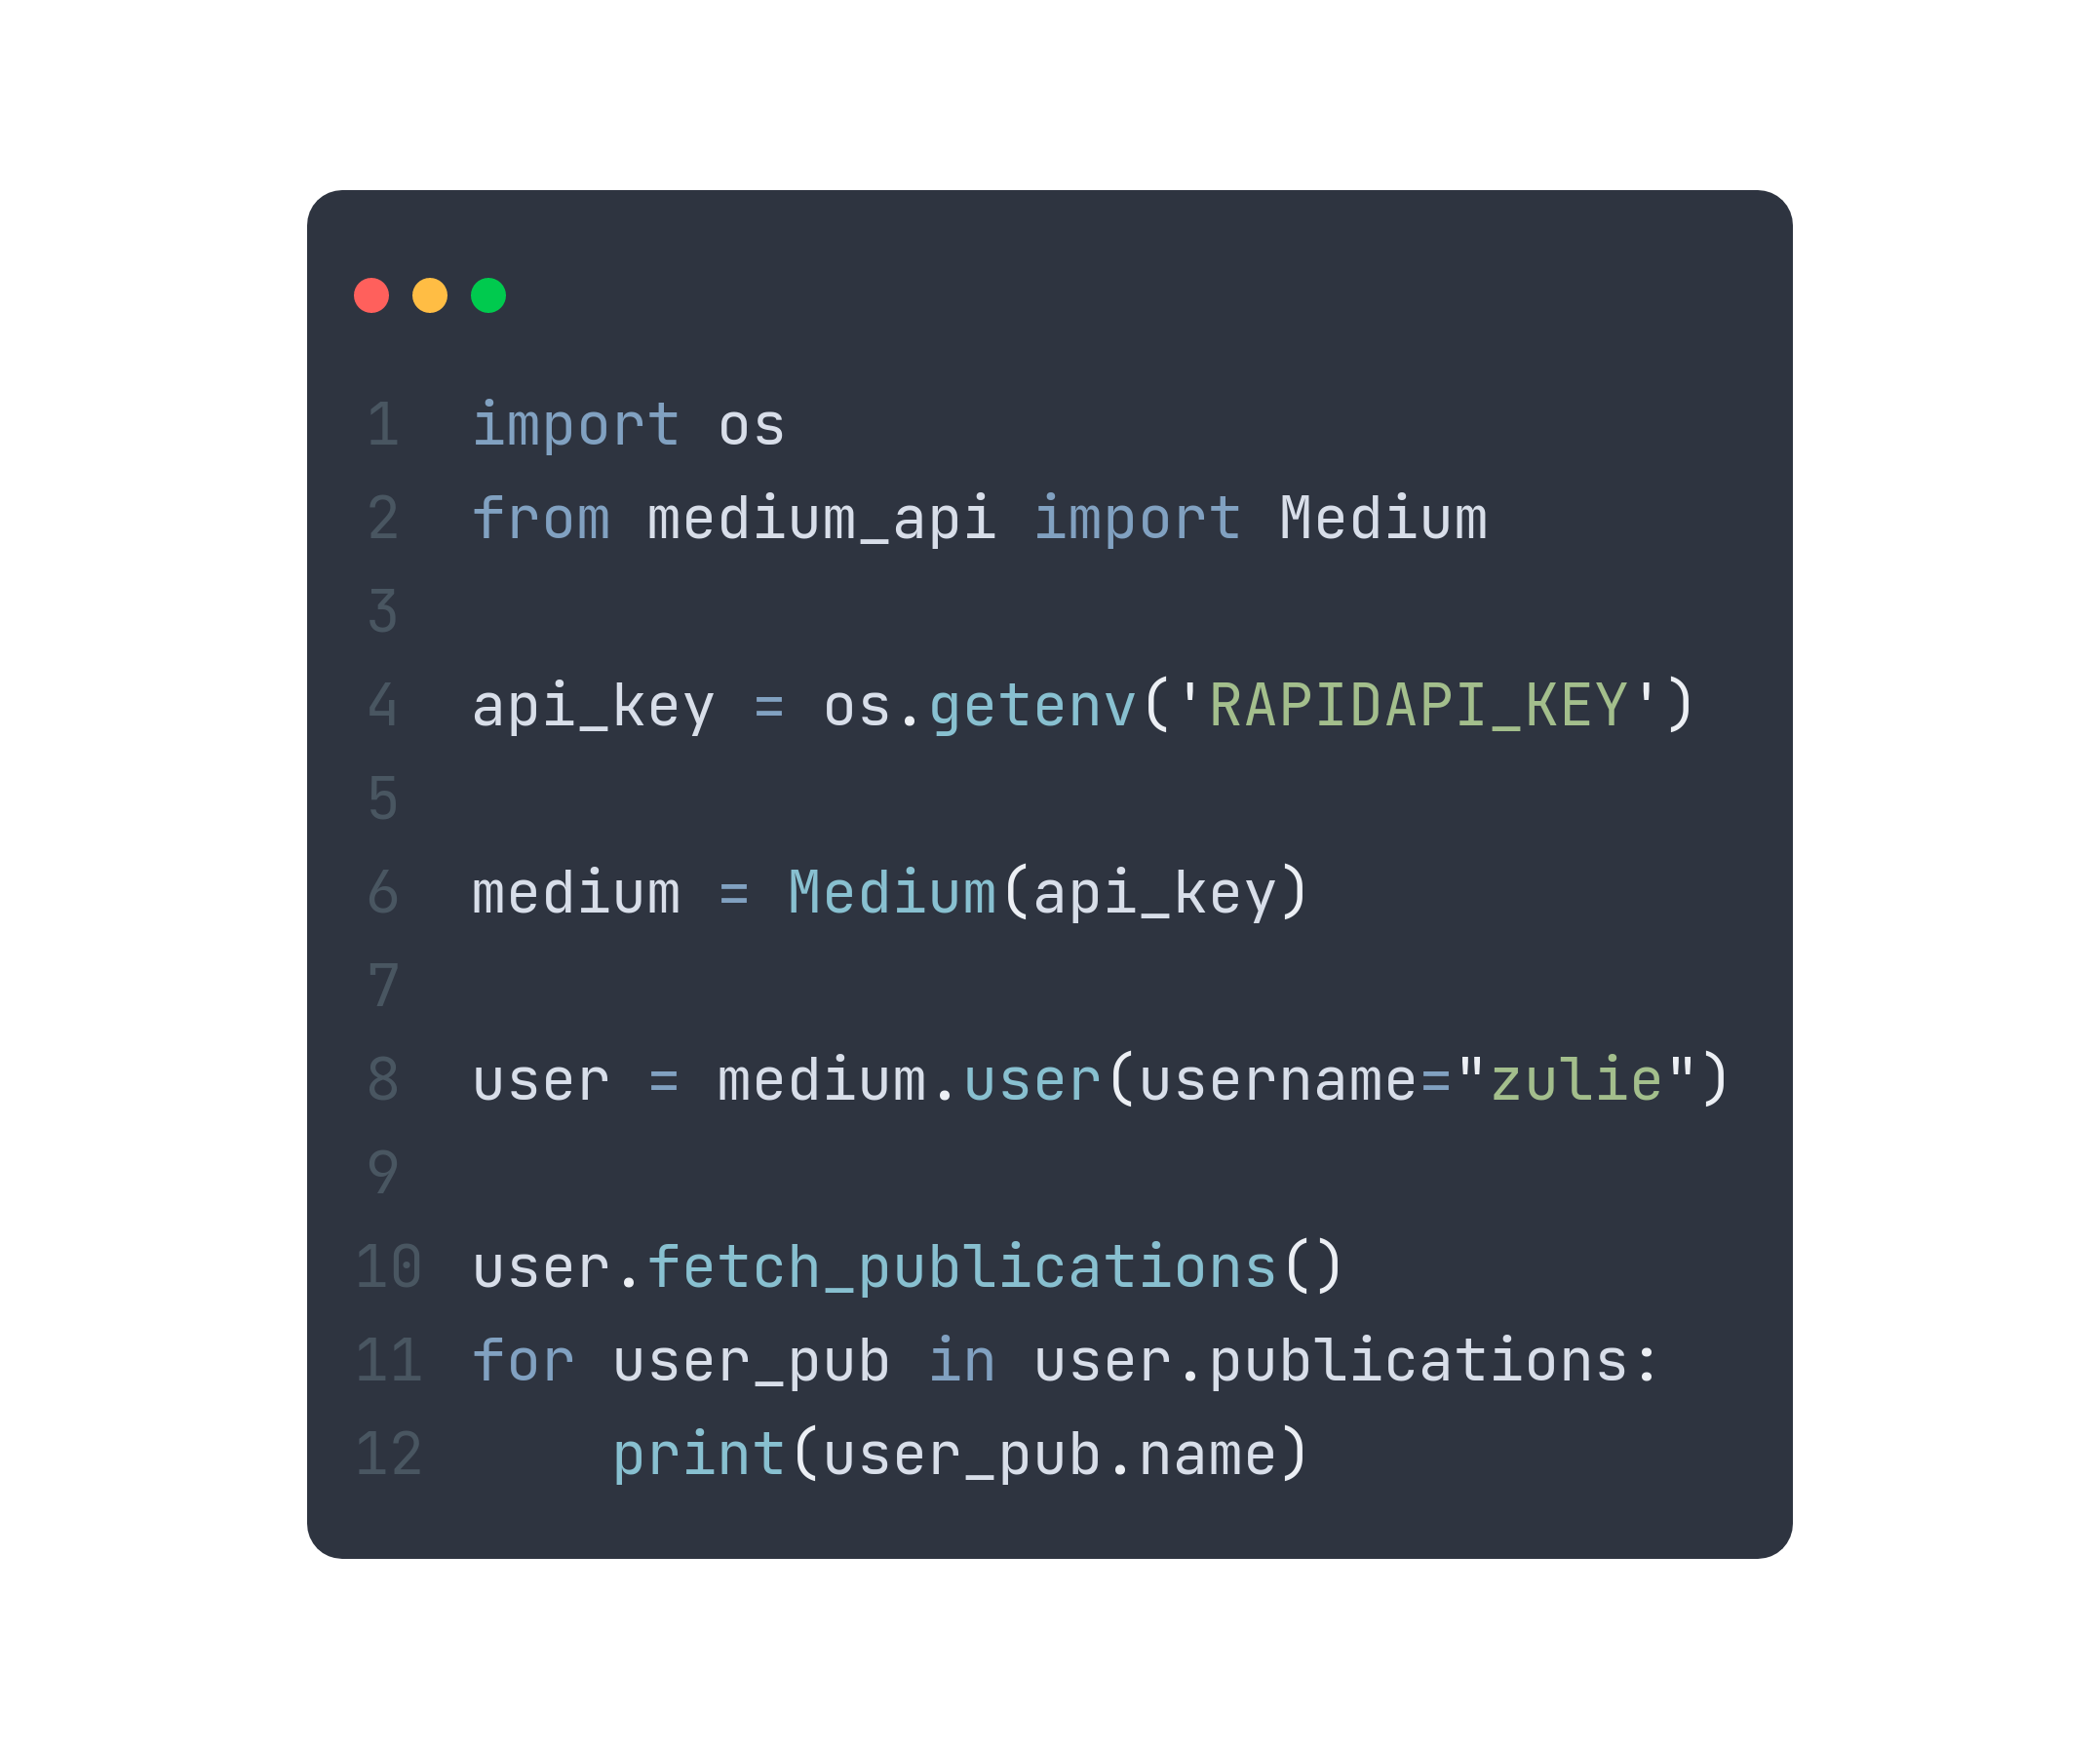 1 import os
2 from medium_api import Medium
3
4 api_key = os.getenv('RAPIDAPI_KEY')
5
6 medium = Medium(api_key)
7
8 user = medium.user(username="zulie")
9
10 user.fetch_publications()
11 for user_pub in user.publications:
12     print(user_pub.name)